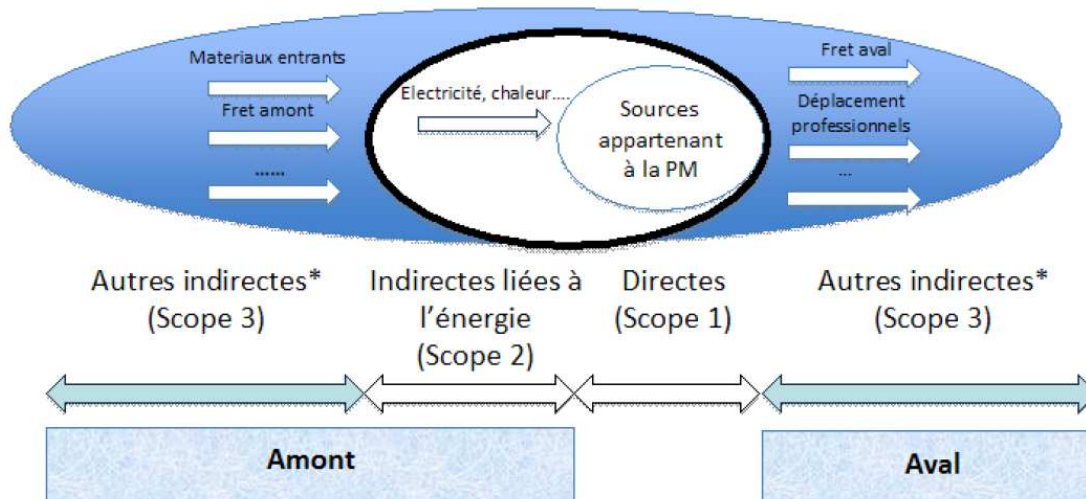 Materiaux entrants
Fret amont
......
Electricité, chaleur....
Sources
appartenant
à la PM
Fret aval
Déplacement
professionnels
...
Autres indirectes*
(Scope 3)
Indirectes liées à
l'énergie
(Scope 2)
Directes
(Scope 1)
Autres indirectes*
(Scope 3)
Amont
Aval